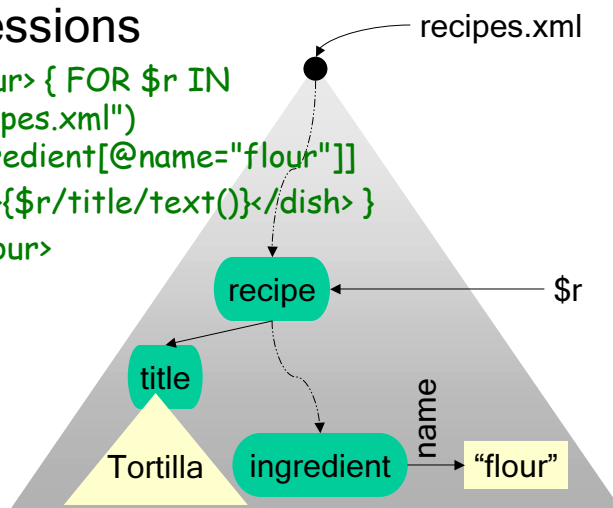 essions
recipes.xml
ur> { FOR $r IN
pes.xml")
redient[@name="flour"]]
>{$r/title/text()}</dish> }
our>
recipe
$r
title
name
Tortilla
ingredient
“flour”